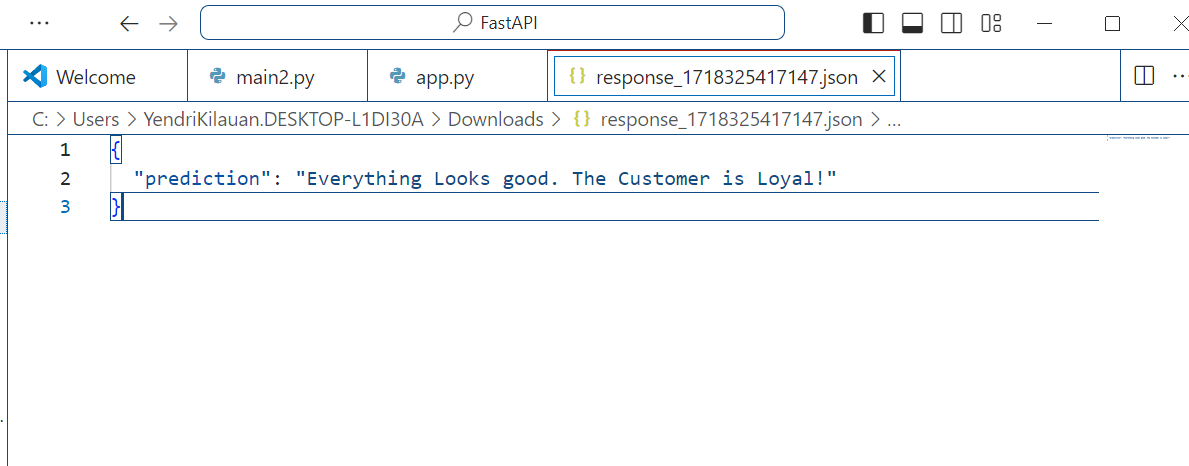 FastAPI
Welcome
main2.py
app.py
{} response_1718325417147.json
C: > Users > YendriKilauan.DESKTOP-L1DI30A > Downloads > {} response_1718325417147.json > ...
1 {
2 "prediction": "Everything Looks good. The Customer is Loyal!"
3 }